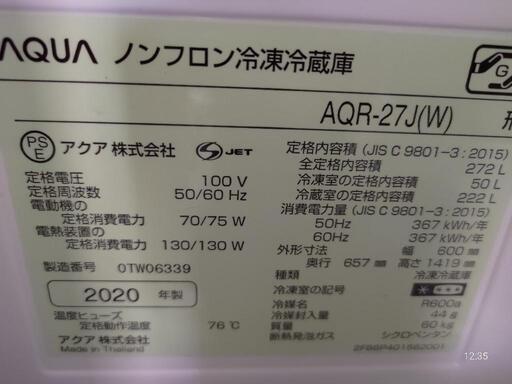 AQUA ノンフロン冷凍冷蔵庫
AQR-27J(W)
PS E アクア 株式会社 JET
定格電圧 100 V
定格周波数 50/60 Hz
電動機の
定格消費電力 70/75 W
電熱装置の
定格消費電力 130/130 W
製造番号 0TW06339
2020 年製
温度ヒューズ
定格動作温度 76℃
アクア 株式会社
Made in Thailand
定格内容積 (JIS C 9801-3 : 2015)
全定格内容積 272 L
冷凍室の定格内容積 50 L
冷蔵室の定格内容積 222 L
消費電力量 (JIS C 9801-3 : 2015)
50Hz 367 kWh/年
60Hz 367 kWh/年
外形寸法 幅 600 mm
奥行 657 mm 高さ 1419 mm
種類 冷凍冷蔵庫
冷凍室の記号
冷媒名 R600a
冷媒封入量 44 g
質量 60 kg
断熱発泡ガス シクロペンタン
12:35